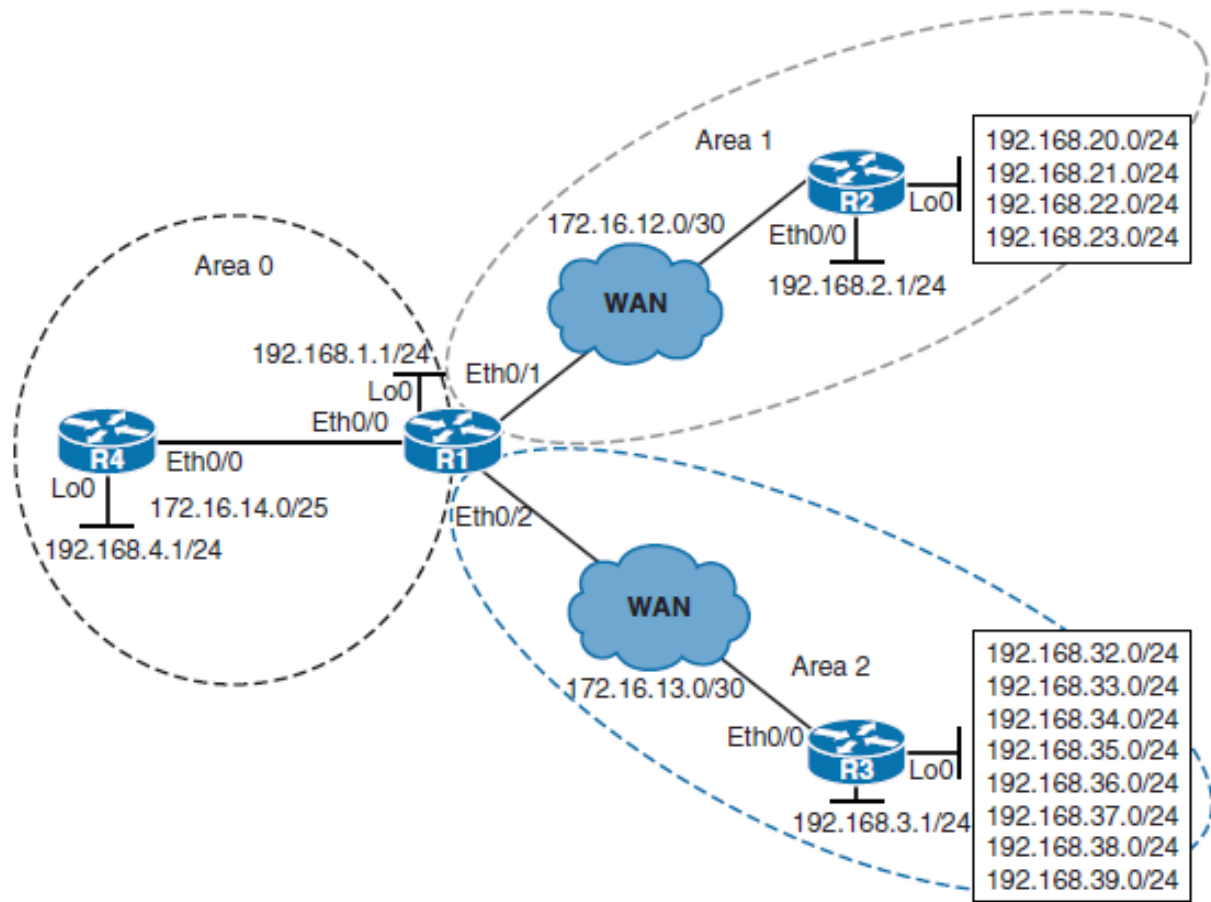 Area 0
192.168.1.1/24
Lo0
Eth0/0
R4
Eth0/0
R1
Lo0
172.16.14.0/25
192.168.4.1/24
Area 1
172.16.12.0/30
WAN
Eth0/1
R2
Lo0
Eth0/0
192.168.2.1/24
192.168.20.0/24
192.168.21.0/24
192.168.22.0/24
192.168.23.0/24
Eth0/2
WAN
172.16.13.0/30
Area 2
Eth0/0
R3
Lo0
192.168.3.1/24
192.168.32.0/24
192.168.33.0/24
192.168.34.0/24
192.168.35.0/24
192.168.36.0/24
192.168.37.0/24
192.168.38.0/24
192.168.39.0/24